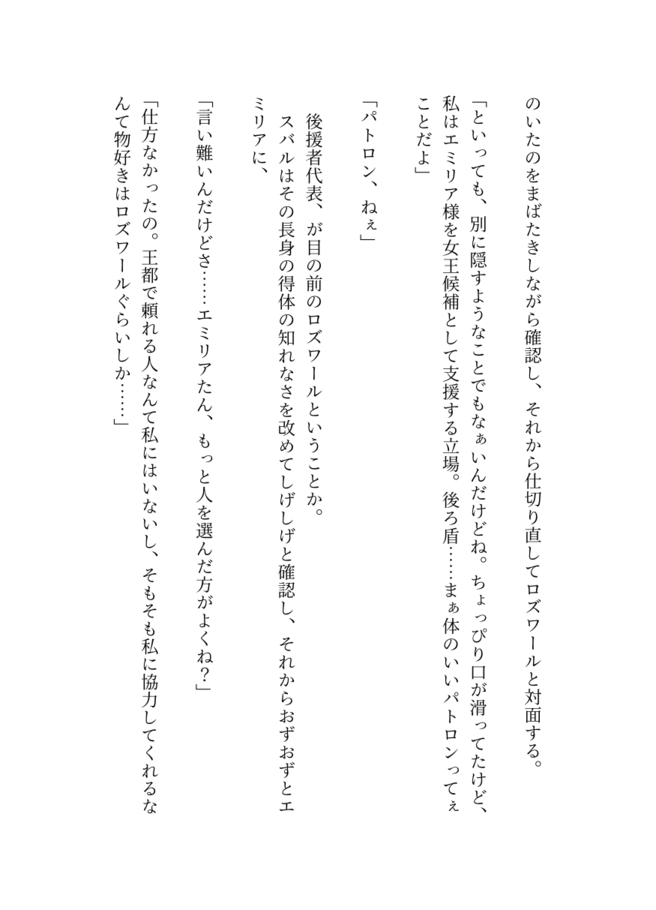 のいたのをまばたきしながら確認し、それから仕切り直してロズワールと対面する。
「といっても、別に隠すようなことでもなぁいんだけどね。ちょっぴり口が滑ってたけど、
私はエミリア様を女王候補として支援する立場。後ろ盾……まぁ体のいいパトロンってぇ
ことだよ」
「パトロン、ねぇ」
後援者代表、が目の前のロズワールということか。
スバルはその長身の得体の知れなさを改めてしげしげと確認し、それからおずおずとエ
ミリアに、
「言い難いんだけどさ……エミリアたん、もっと人を選んだ方がよくね？」
「仕方なかったの。王都で頼れる人なんて私にはいないし、そもそも私に協力してくれるな
んて物好きはロズワールぐらいしか……」